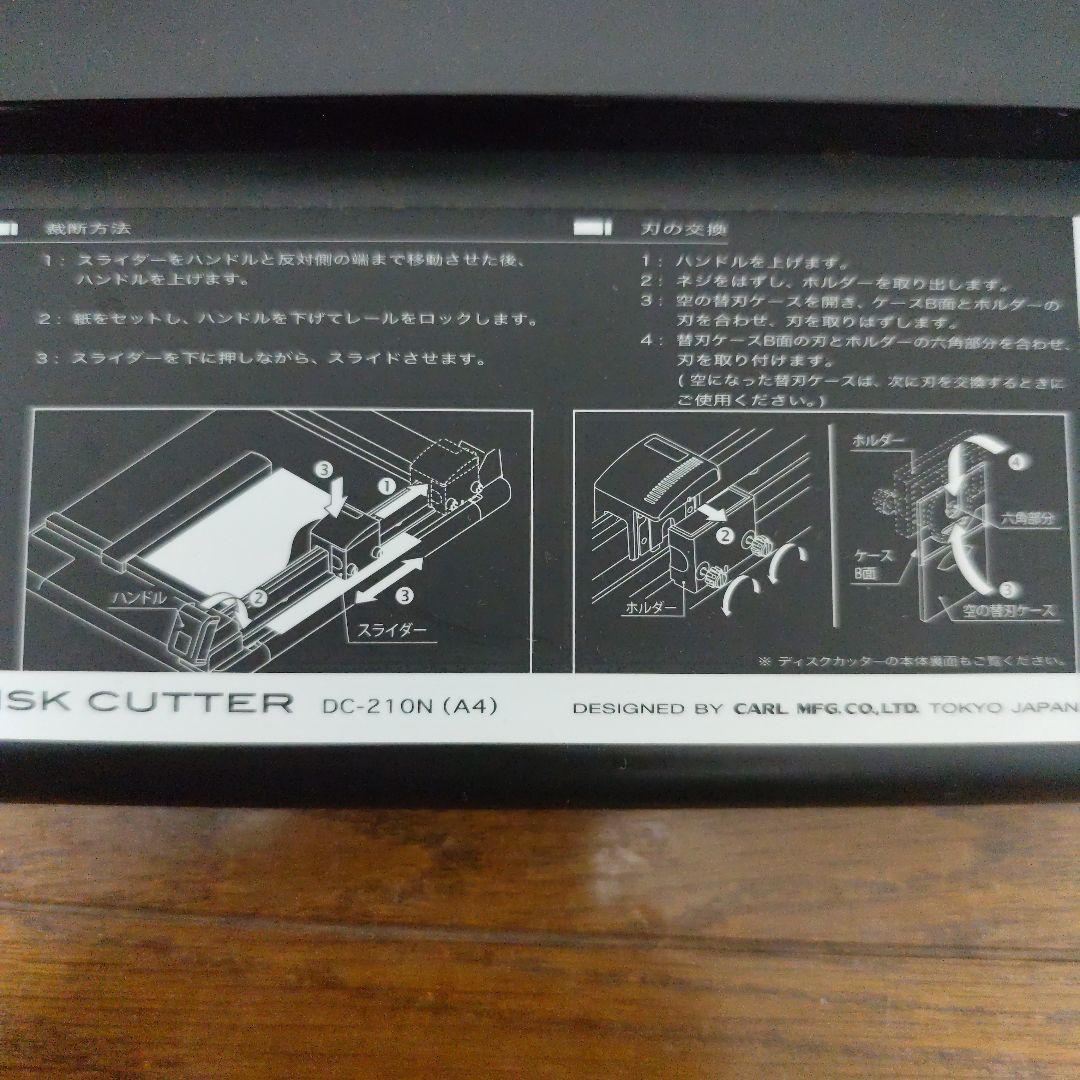 裁断方法
1：スライダーをハンドルと反対側の端まで移動させた後、
ハンドルを上げます。
2：紙をセットし、ハンドルを下げてレールをロックします。
3：スライダーを下に押しながら、スライドさせます。
③
①
②
③
ハンドル
スライダー
刃の交換
1：ハンドルを上げます。
2：ネジをはずし、ホルダーを取り出します。
3：空の替刃ケースを開き、ケースB面とホルダーの
刃を合わせ、刃を取りはずします。
4：替刃ケースB面の刃とホルダーの六角部分を合わせ、
刃を取り付けます。
(空になった替刃ケースは、次に刃を交換するときに
ご使用ください。)
②
ホルダー
ホルダー
④
六角部分
ケース
B面
③
空の替刃ケース
※ ディスクカッターの本体裏面もご覧ください。
ISK CUTTER DC-210N (A4)
DESIGNED BY CARL MFG.CO.,LTD. TOKYO JAPAN